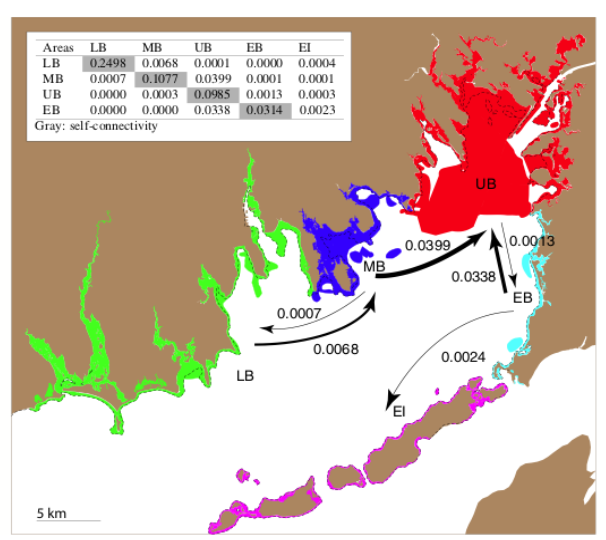 Areas LB MB UB EB EI
LB 0.2498 0.0068 0.0001 0.0000 0.0004
MB 0.0007 0.1077 0.0399 0.0001 0.0001
UB 0.0000 0.0003 0.0985 0.0013 0.0003
EB 0.0000 0.0000 0.0338 0.0314 0.0023
Gray: self-connectivity
UB
0.0399
0.0013
MB
0.0338
EB
0.0007
0.0068
0.0024
LB
EI
5 km